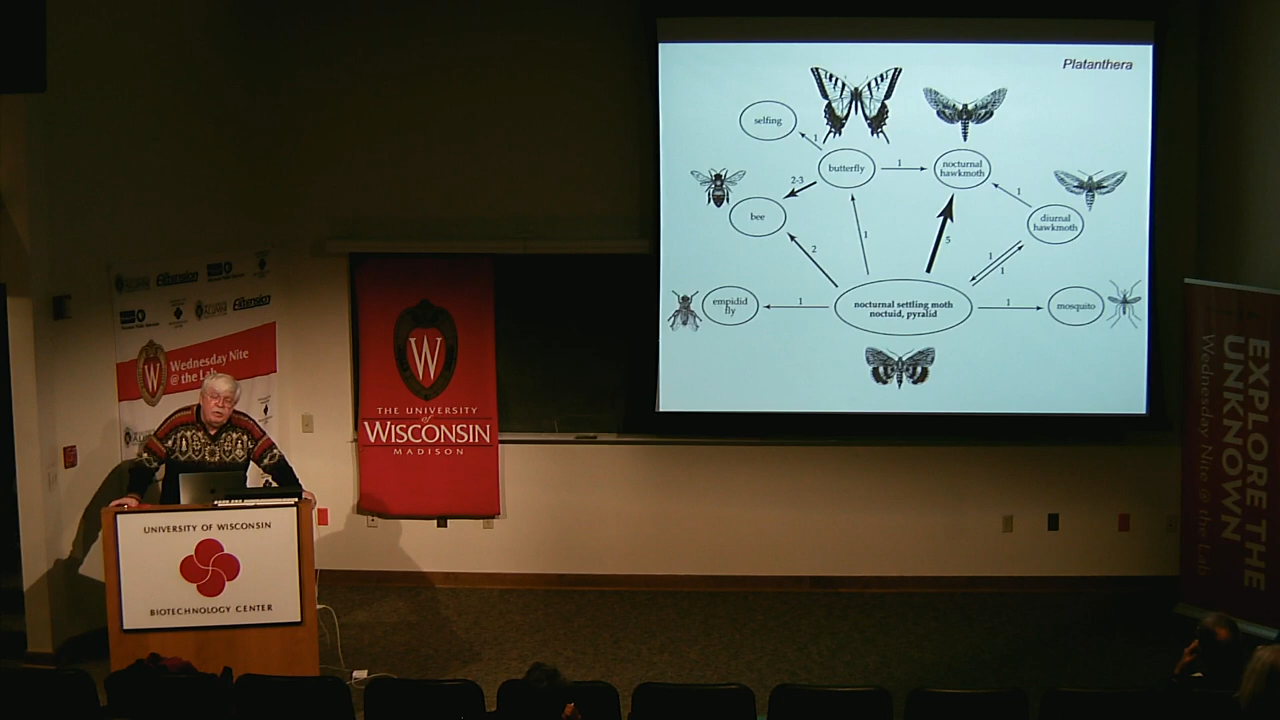 Platanthera
selfing
1
butterfly
1
nocturnal
hawkmoth
2-3
1
bee
diurnal
hawkmoth
2
1
5
1
1
empidid
fly
1
nocturnal settling moth
noctuid, pyralid
1
mosquito
Extension
Extension
Wednesday Nite
@ the Lab
W
THE UNIVERSITY
of
WISCONSIN
MADISON
UNIVERSITY OF WISCONSIN
BIOTECHNOLOGY CENTER
EXPLORE THE
UNKNOWN
Wednesday Nite @ the Lab